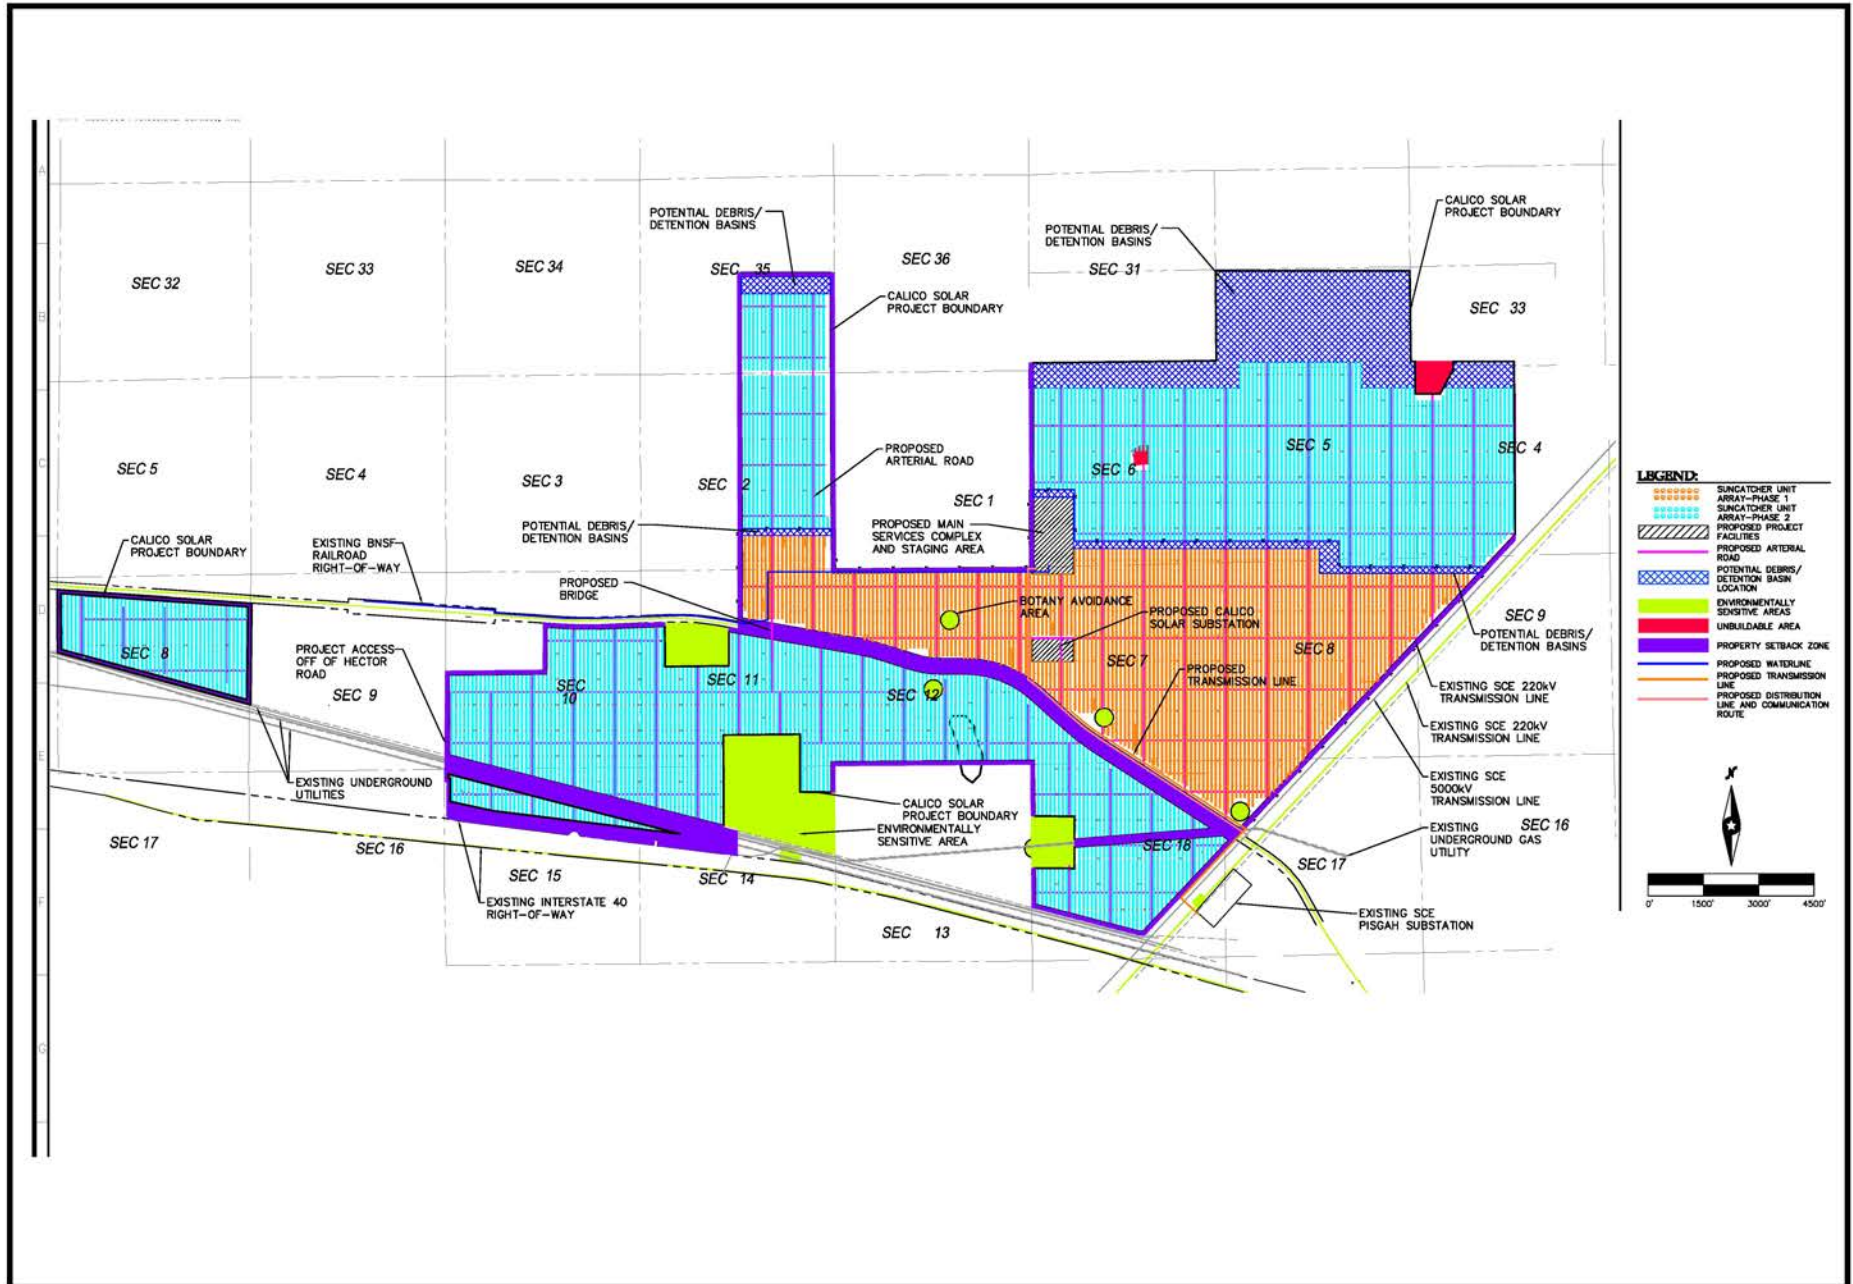 POTENTIAL DEBRIS/
DETENTION BASINS
CALICO SOLAR
PROJECT BOUNDARY
POTENTIAL DEBRIS/
DETENTION BASINS
A
SEC 32
SEC 33
SEC 34
SEC 35
SEC 36
SEC 31
SEC 33
CALICO SOLAR
PROJECT BOUNDARY
B
SEC 5
SEC 4
SEC 3
SEC 2
PROPOSED
ARTERIAL ROAD
SEC 1
SEC 6
SEC 5
SEC 4
C
POTENTIAL DEBRIS/
DETENTION BASINS
PROPOSED MAIN
SERVICES COMPLEX
AND STAGING AREA
CALICO SOLAR
PROJECT BOUNDARY
EXISTING BNSF
RAILROAD
RIGHT-OF-WAY
PROPOSED
BRIDGE
BOTANY AVOIDANCE
AREA
PROPOSED CALICO
SOLAR SUBSTATION
SEC 9
POTENTIAL DEBRIS/
DETENTION BASINS
D
SEC 8
PROJECT ACCESS
OFF OF HECTOR
ROAD
SEC 9
SEC
10
SEC 11
SEC 12
SEC 7
SEC 8
PROPOSED
TRANSMISSION LINE
EXISTING SCE 220kV
TRANSMISSION LINE
EXISTING SCE 220kV
TRANSMISSION LINE
E
EXISTING UNDERGROUND
UTILITIES
CALICO SOLAR
PROJECT BOUNDARY
ENVIRONMENTALLY
SENSITIVE AREA
EXISTING SCE
5000kV
TRANSMISSION LINE
EXISTING
UNDERGROUND GAS
UTILITY
SEC 16
SEC 17
SEC 16
SEC 15
SEC 14
SEC 18
SEC 17
F
EXISTING INTERSTATE 40
RIGHT-OF-WAY
SEC 13
EXISTING SCE
PISGAH SUBSTATION
G
LEGEND:
SUNCATCHER UNIT
ARRAY-PHASE 1
SUNCATCHER UNIT
ARRAY-PHASE 2
PROPOSED PROJECT
FACILITIES
PROPOSED ARTERIAL
ROAD
POTENTIAL DEBRIS/
DETENTION BASIN
LOCATION
ENVIRONMENTALLY
SENSITIVE AREAS
UNBUILDABLE AREA
PROPERTY SETBACK ZONE
PROPOSED WATERLINE
PROPOSED TRANSMISSION
LINE
PROPOSED DISTRIBUTION
LINE AND COMMUNICATION
ROUTE
N
0' 1500' 3000' 4500'